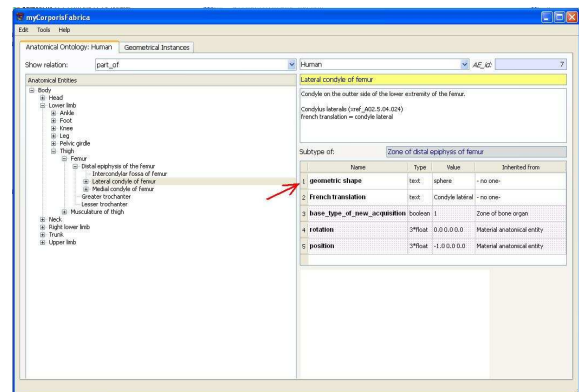 myCorporisFabrica
Edit Tools Help
Anatomical Ontology: Human Geometrical Instances
Show relation: part_of Human AE_id: 7
Anatomical Entities
Body
Head
Lower limb
Ankle
Foot
Knee
Leg
Pelvic girdle
Thigh
Femur
Distal epiphysis of the femur
Intercondylar fossa of femur
Lateral condyle of femur
Medial condyle of femur
Greater trochanter
Lesser trochanter
Musculature of thigh
Neck
Right lower limb
Trunk
Upper limb
Lateral condyle of femur
Condyle on the outter side of the lower extremity of the femur.
Condylus lateralis (=ref_A02.5.04.024)
french translation = condyle lateral
Subtype of: Zone of distal epiphysis of femur
Name Type Value Inherited from
1 geometric shape text sphere - no one-
2 French translation text Condyle latéral - no one-
3 base_type_of_new_acquisition boolean 1 Zone of bone organ
4 rotation 3*float 0.0 0.0 0.0 Material anatomical entity
5 position 3*float -1.0 0.0 0.0 Material anatomical entity